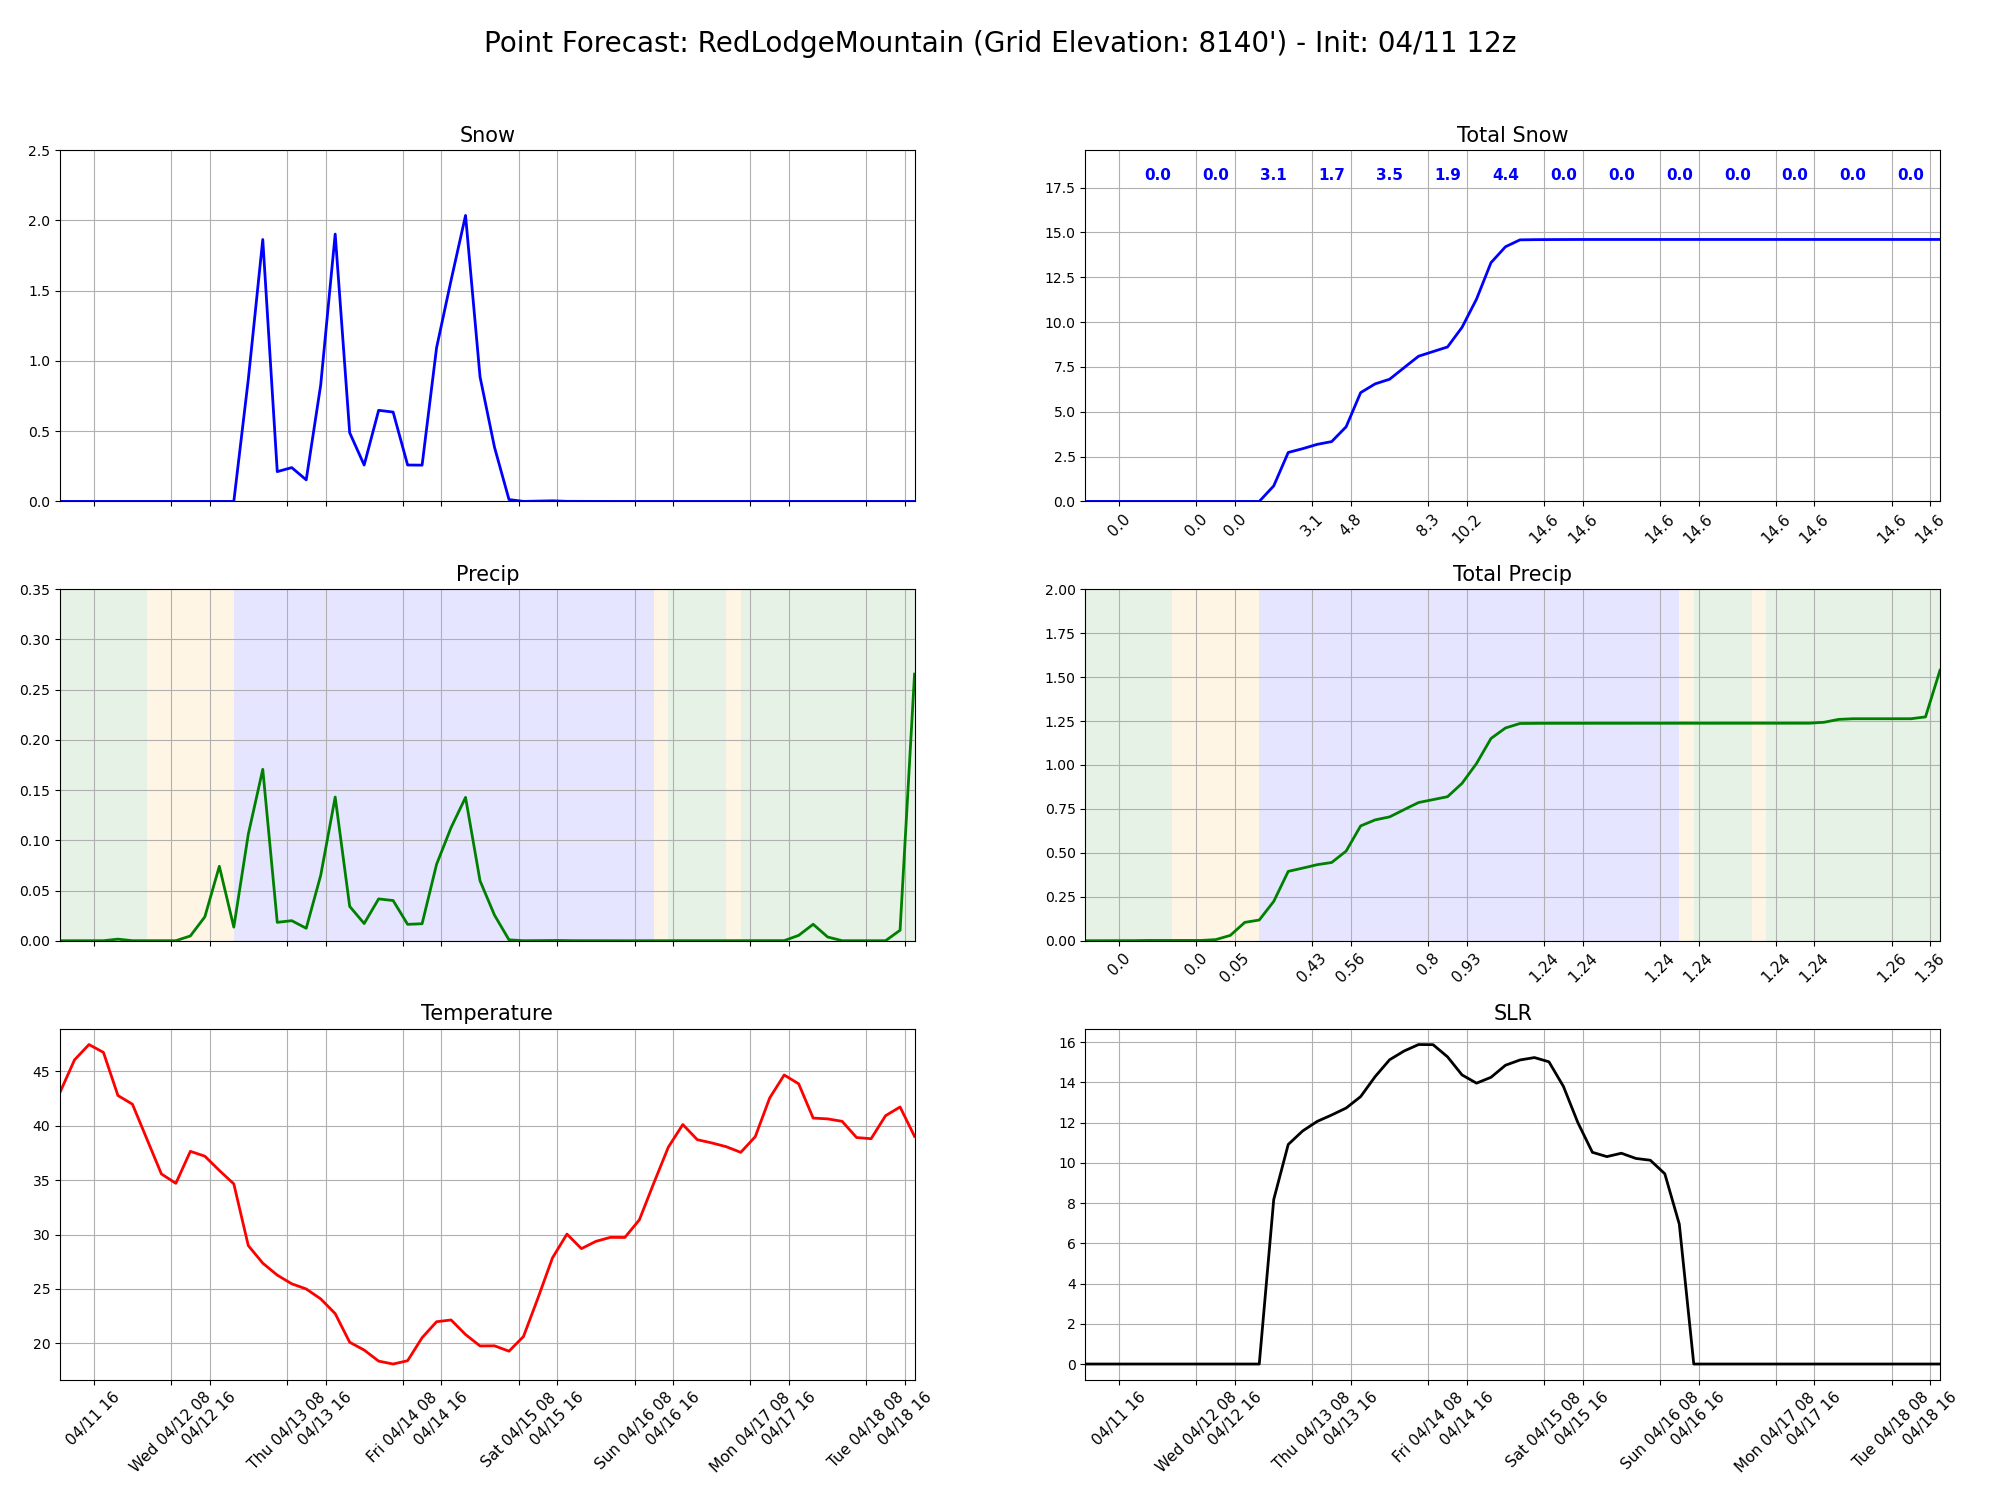 Point Forecast: RedLodgeMountain (Grid Elevation: 8140') - Init: 04/11 12z
Snow
2.5
2.0
1.5
1.0
0.5
0.0
Total Snow
0.0 0.0 3.1 1.7 3.5 1.9 4.4 0.0 0.0 0.0 0.0 0.0 0.0 0.0
17.5
15.0
12.5
10.0
7.5
5.0
2.5
0.0
0.0 0.0 0.0 3.1 4.8 8.3 10.2 14.6 14.6 14.6 14.6 14.6 14.6 14.6 14.6
Precip
0.35
0.30
0.25
0.20
0.15
0.10
0.05
0.00
Total Precip
2.00
1.75
1.50
1.25
1.00
0.75
0.50
0.25
0.00
0.0 0.0 0.05 0.43 0.56 0.8 0.93 1.24 1.24 1.24 1.24 1.24 1.24 1.26 1.36
Temperature
45
40
35
30
25
20
04/11 16
Wed 04/12 08
04/12 16
Thu 04/13 08
04/13 16
Fri 04/14 08
04/14 16
Sat 04/15 08
04/15 16
Sun 04/16 08
04/16 16
Mon 04/17 08
04/17 16
Tue 04/18 08
04/18 16
SLR
16
14
12
10
8
6
4
2
0
04/11 16
Wed 04/12 08
04/12 16
Thu 04/13 08
04/13 16
Fri 04/14 08
04/14 16
Sat 04/15 08
04/15 16
Sun 04/16 08
04/16 16
Mon 04/17 08
04/17 16
Tue 04/18 08
04/18 16